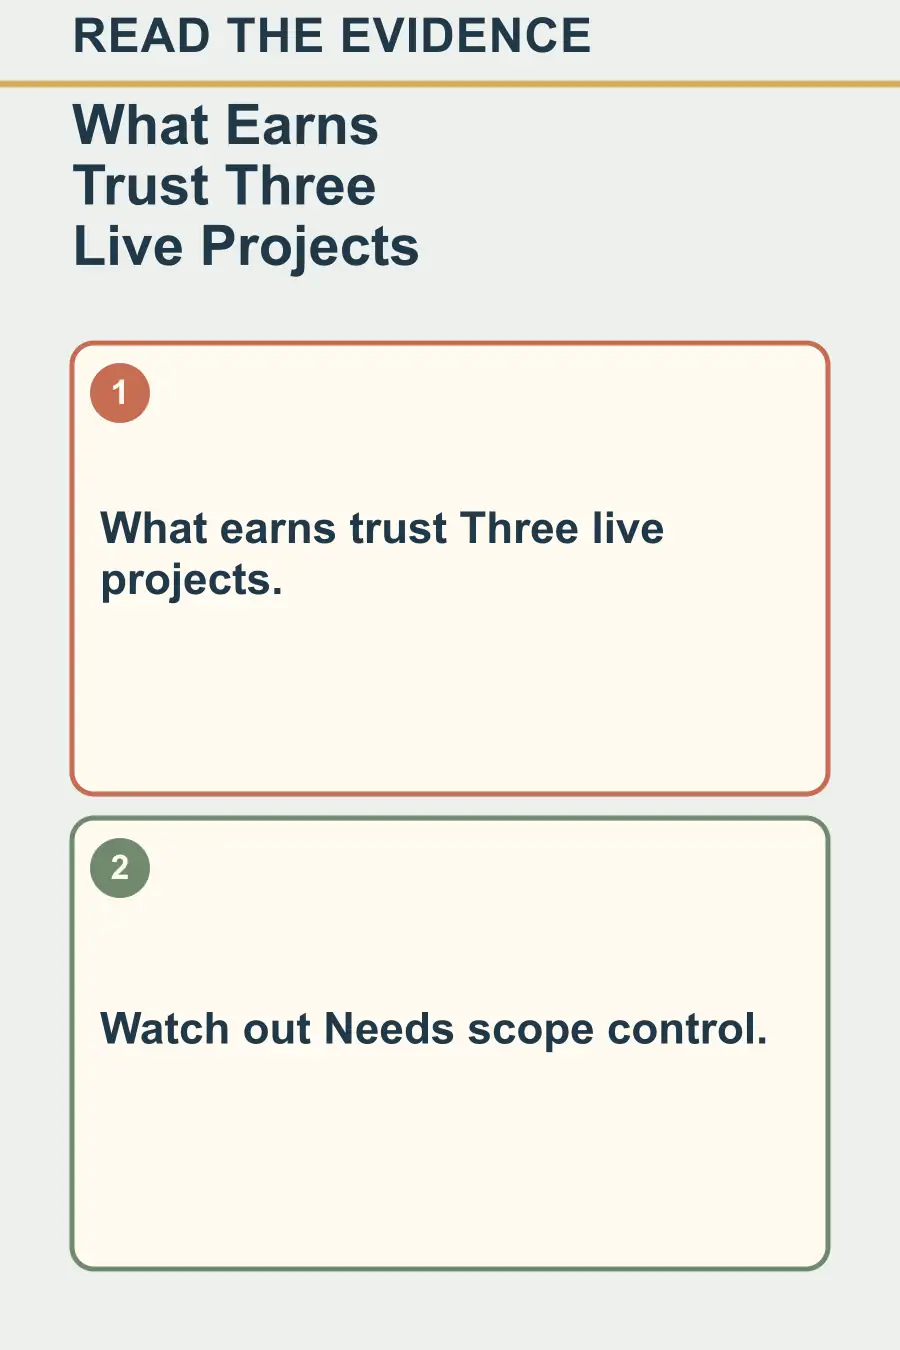 READ THE EVIDENCE
What Earns
Trust Three
Live Projects
1
What earns trust Three live
projects.
2
Watch out Needs scope control.